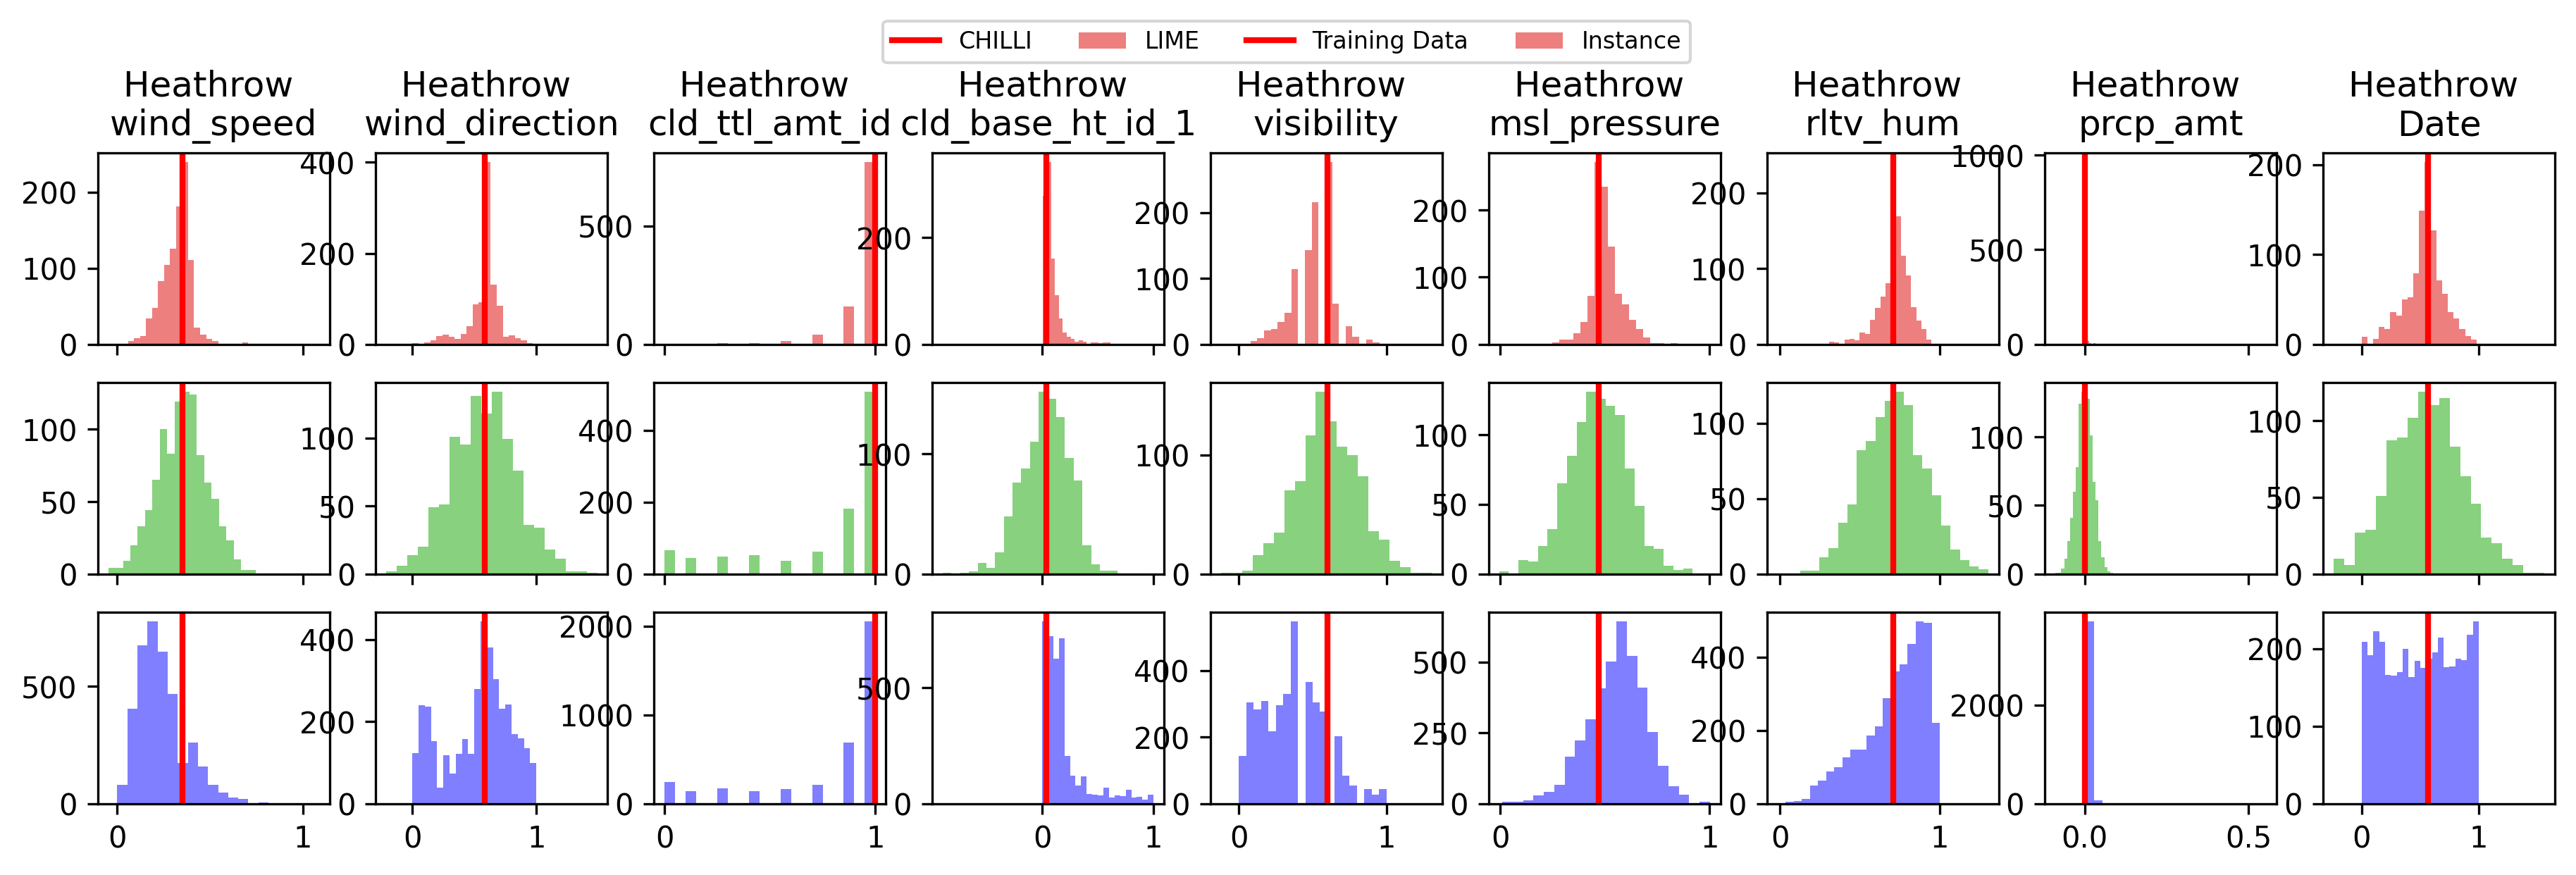 CHILLI LIME Training Data Instance
Heathrow wind_speed
Heathrow wind_direction
Heathrow cld_ttl_amt_id
Heathrow cld_base_ht_id_1
Heathrow visibility
Heathrow msl_pressure
Heathrow rltv_hum
Heathrow prcp_amt
Heathrow Date
200 100 0
400 200 0
500 0
200 0
200 100 0
200 100 0
200 100 0
1000 500 0
200 100 0
100 50 0
100 50 0
400 200 0
100 0
100 0
100 50 0
100 50 0
100 50 0
100 50 0
500 0
400 200 0
2000 1000 0
500 0
400 200 0
500 250 0
400 200 0
2000 0
200 100 0
0 1
0 1
0 1
0 1
0 1
0 1
0 1
0.0 0.5
0 1